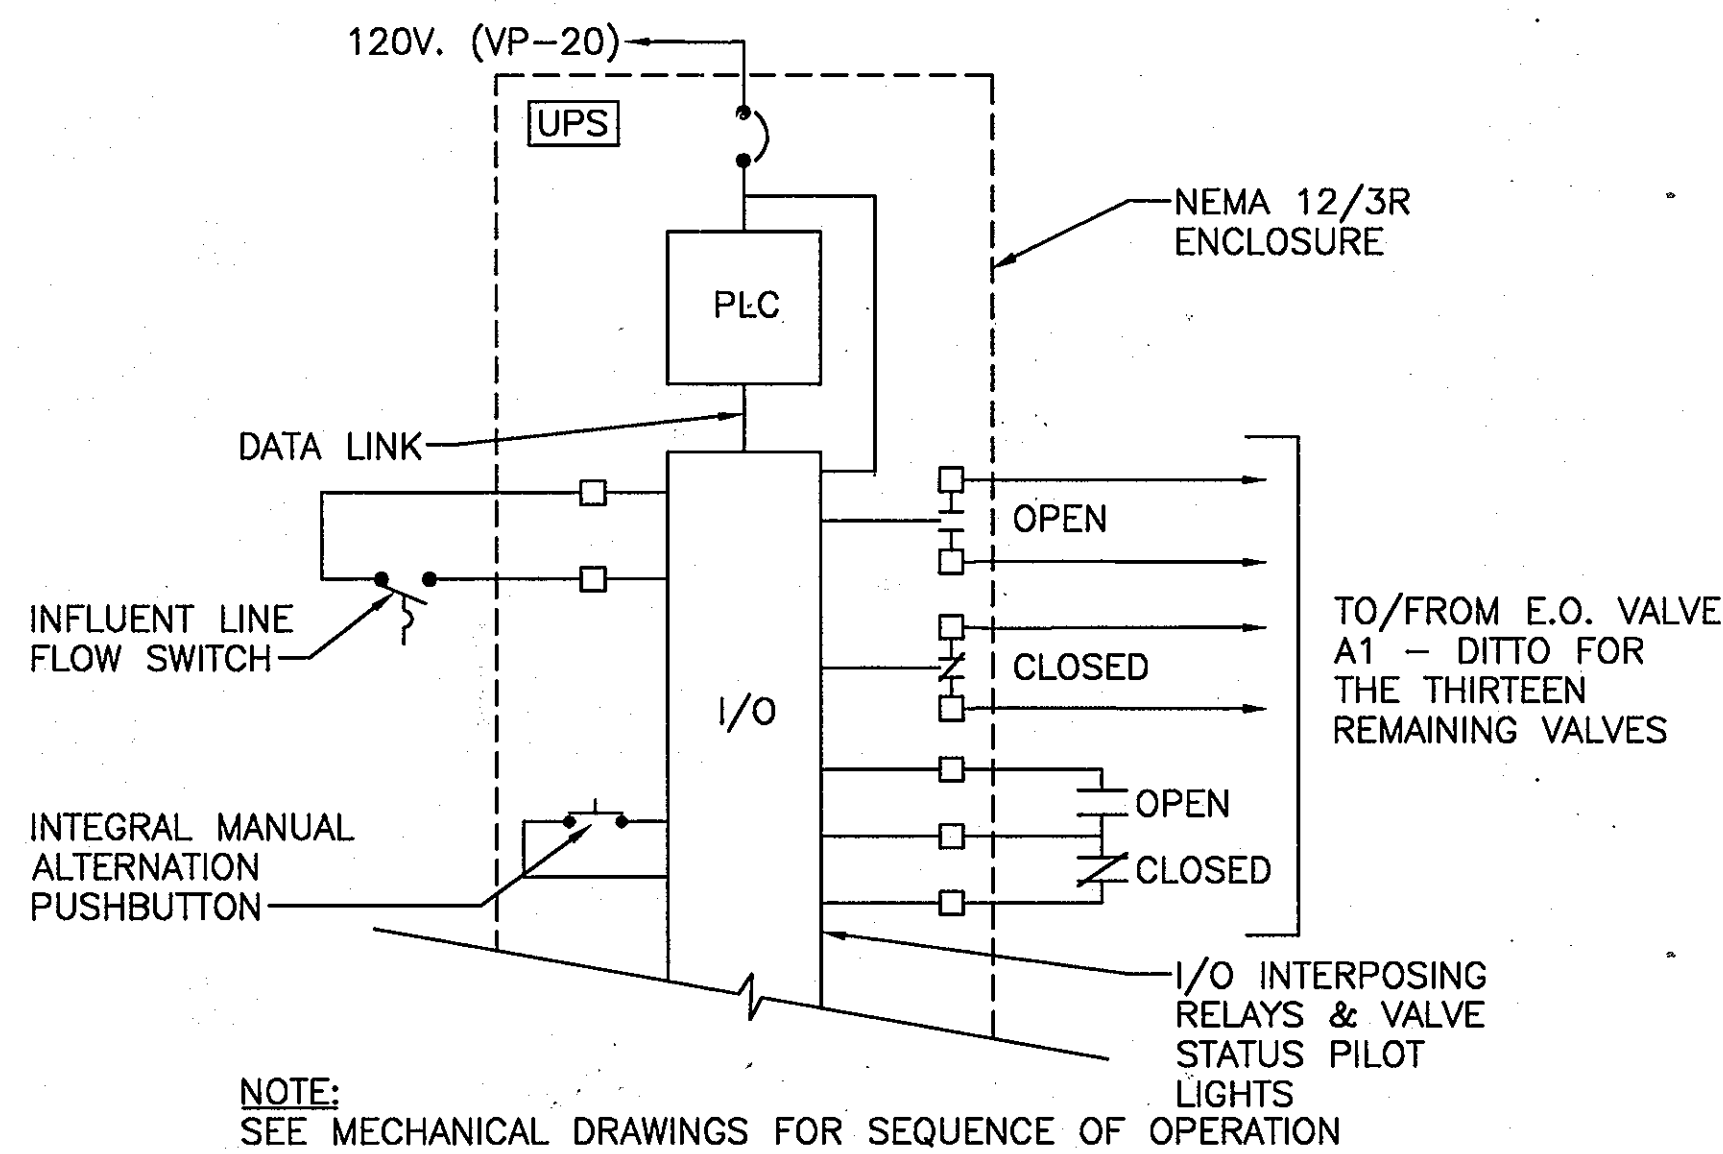 120V. (VP-20)
UPS
NEMA 12/3R
ENCLOSURE
PLC
DATA LINK
OPEN
INFLUENT LINE
FLOW SWITCH
CLOSED
TO/FROM E.O. VALVE
A1 - DITTO FOR
THE THIRTEEN
REMAINING VALVES
I/O
OPEN
CLOSED
INTEGRAL MANUAL
ALTERNATION
PUSHBUTTON
I/O INTERPOSING
RELAYS & VALVE
STATUS PILOT
LIGHTS
NOTE:
SEE MECHANICAL DRAWINGS FOR SEQUENCE OF OPERATION